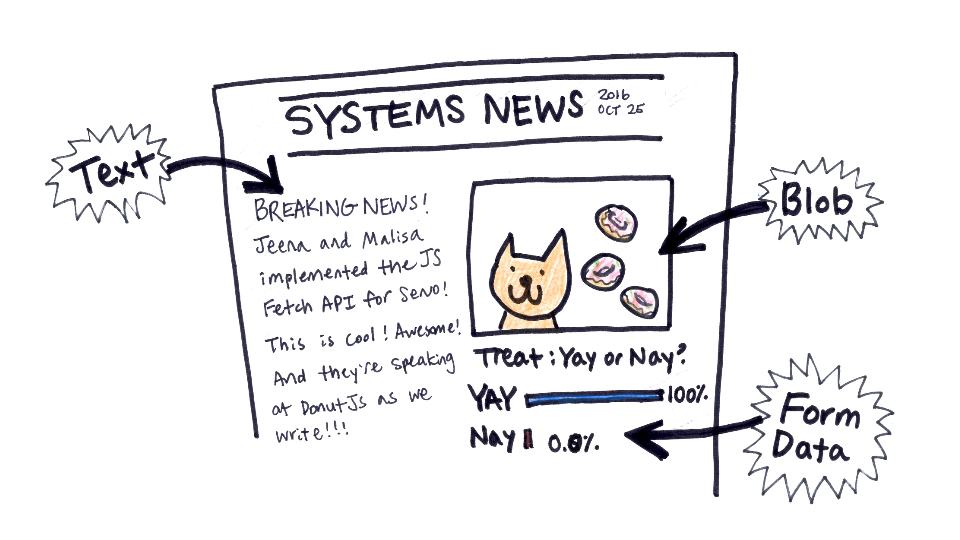 SYSTEMS NEWS
2016
OCT 25
Text
BREAKING NEWS!
Jeena and Malisa
implemented the JS
Fetch API for Servo!
This is cool! Awesome!
And they're speaking
at DonutJs as we
write!!!
Blob
Treat: Yay or Nay?
YAY 100%
Nay 0.0%
Form
Data